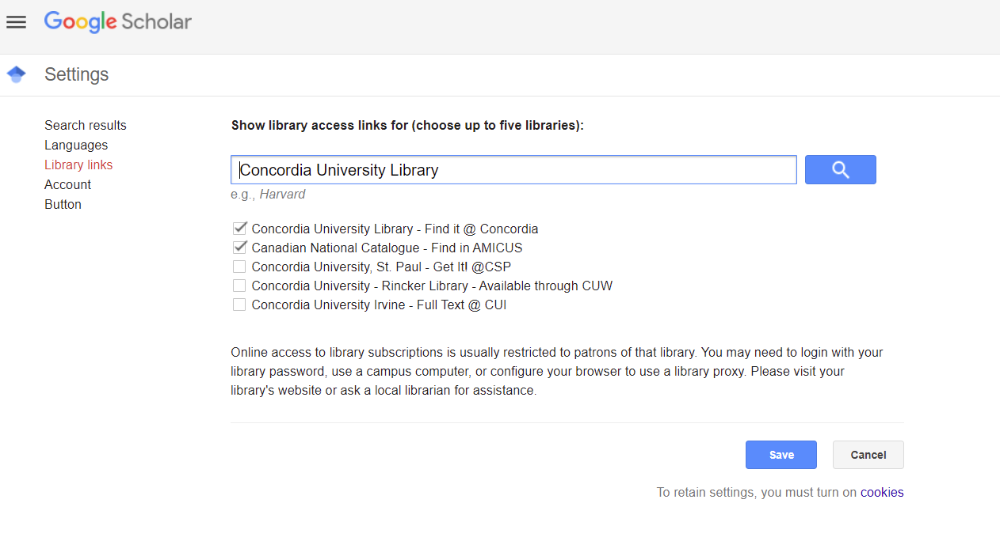 Google Scholar
Settings
Search results
Languages
Library links
Account
Button
Show library access links for (choose up to five libraries):
Concordia University Library
e.g., Harvard
Concordia University Library - Find it @ Concordia
Canadian National Catalogue - Find in AMICUS
Concordia University, St. Paul - Get It! @CSP
Concordia University - Rincker Library - Available through CUW
Concordia University Irvine - Full Text @ CUI
Online access to library subscriptions is usually restricted to patrons of that library. You may need to login with your
library password, use a campus computer, or configure your browser to use a library proxy. Please visit your
library's website or ask a local librarian for assistance.
Save Cancel
To retain settings, you must turn on cookies